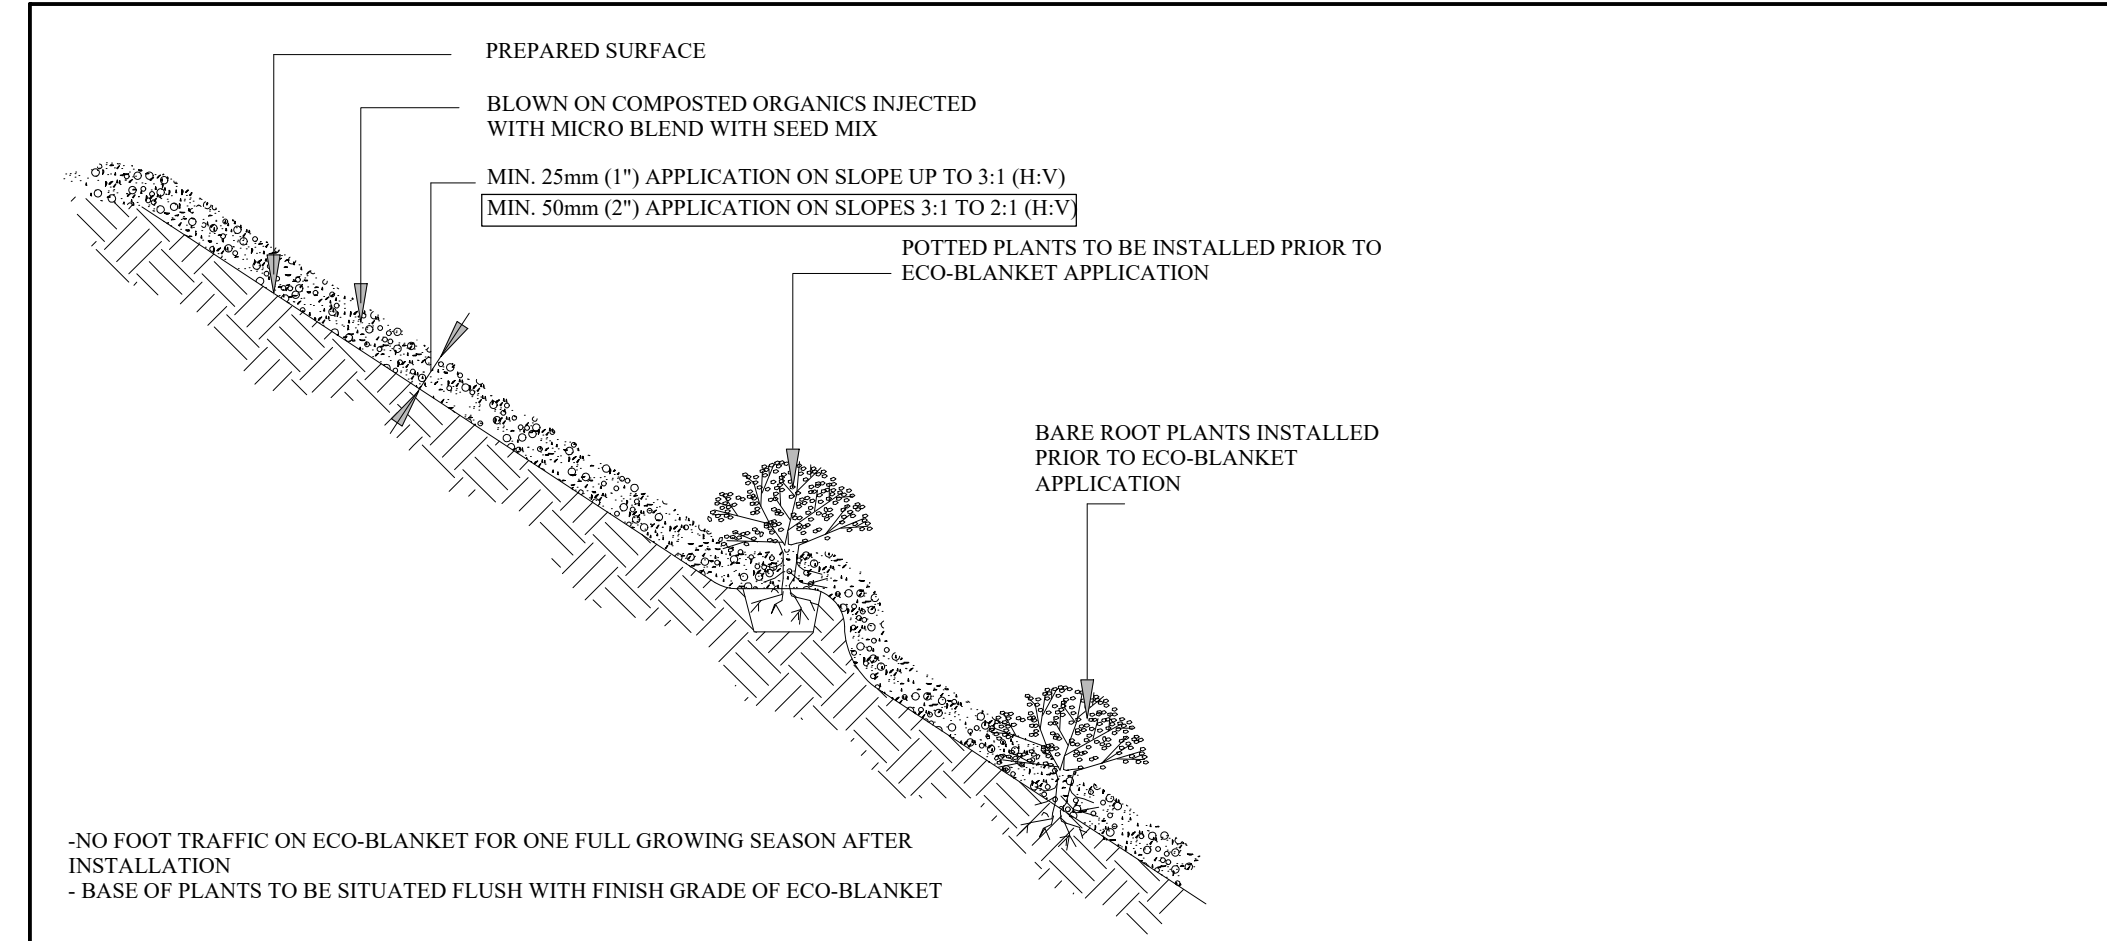 PREPARED SURFACE
BLOWN ON COMPOSTED ORGANICS INJECTED
WITH MICRO BLEND WITH SEED MIX
MIN. 25mm (1") APPLICATION ON SLOPE UP TO 3:1 (H:V)
MIN. 50mm (2") APPLICATION ON SLOPES 3:1 TO 2:1 (H:V)
POTTED PLANTS TO BE INSTALLED PRIOR TO
ECO-BLANKET APPLICATION
BARE ROOT PLANTS INSTALLED
PRIOR TO ECO-BLANKET
APPLICATION
-NO FOOT TRAFFIC ON ECO-BLANKET FOR ONE FULL GROWING SEASON AFTER
INSTALLATION
- BASE OF PLANTS TO BE SITUATED FLUSH WITH FINISH GRADE OF ECO-BLANKET